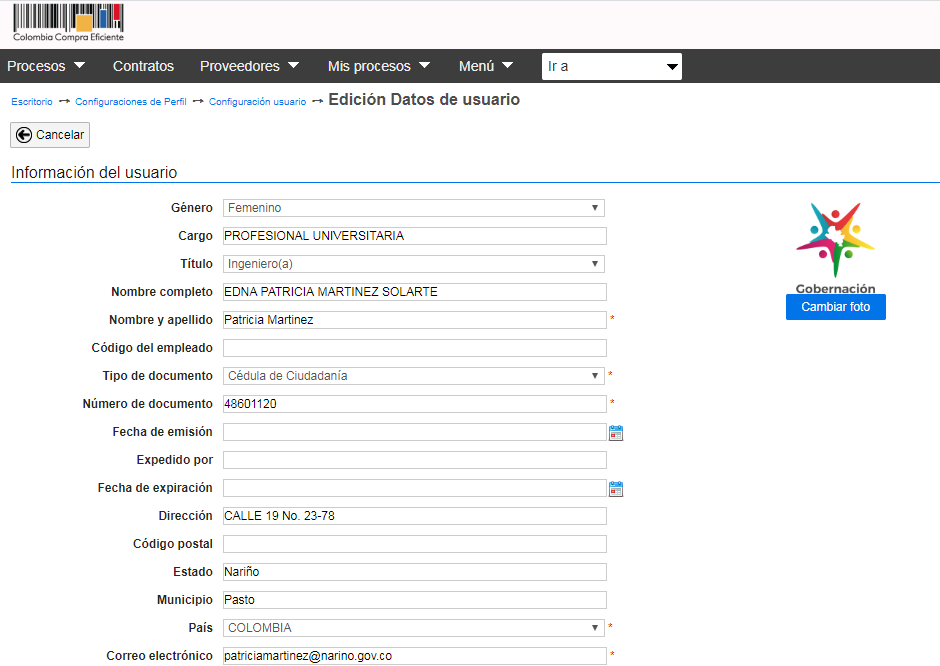 Colombia Compra Eficiente
Procesos Contratos Proveedores Mis procesos Menú Ir a
Escritorio → Configuraciones de Perfil → Configuración usuario → Edición Datos de usuario
Cancelar
Información del usuario
Género Femenino
Cargo PROFESIONAL UNIVERSITARIA
Título Ingeniero(a)
Nombre completo EDNA PATRICIA MARTINEZ SOLARTE
Gobernación
Nombre y apellido Patricia Martinez *
Cambiar foto
Código del empleado
Tipo de documento Cédula de Ciudadanía *
Número de documento 48601120 *
Fecha de emisión
Expedido por
Fecha de expiración
Dirección CALLE 19 No. 23-78
Código postal
Estado Nariño
Municipio Pasto
País COLOMBIA *
Correo electrónico patriciamartinez@narino.gov.co *